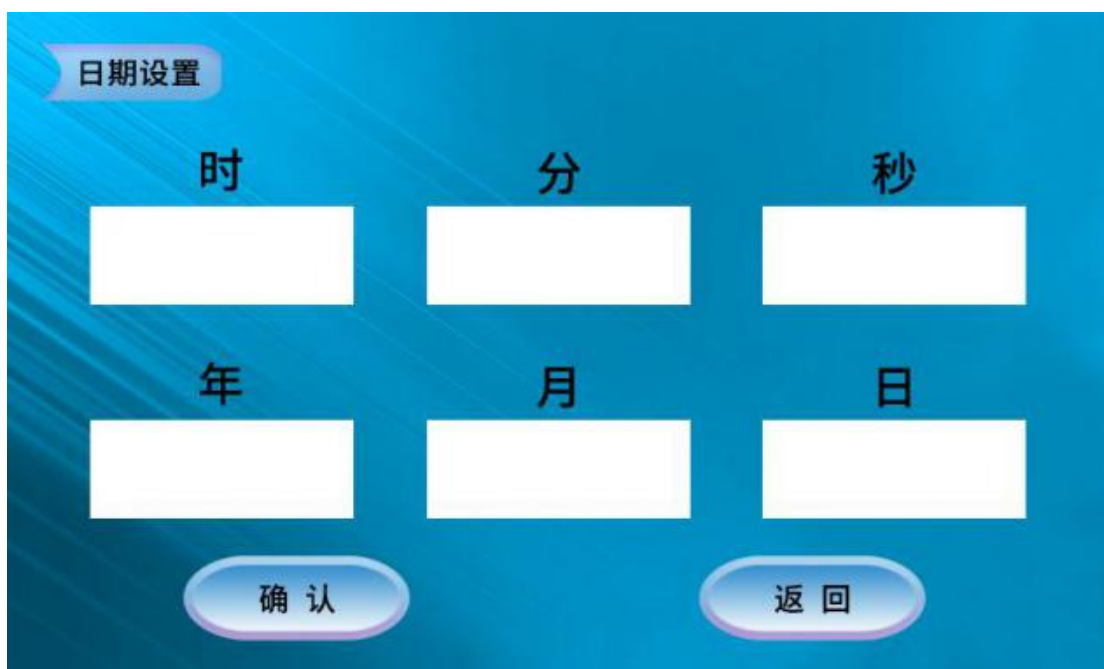 日期设置
时 分 秒
年 月 日
确认 返回